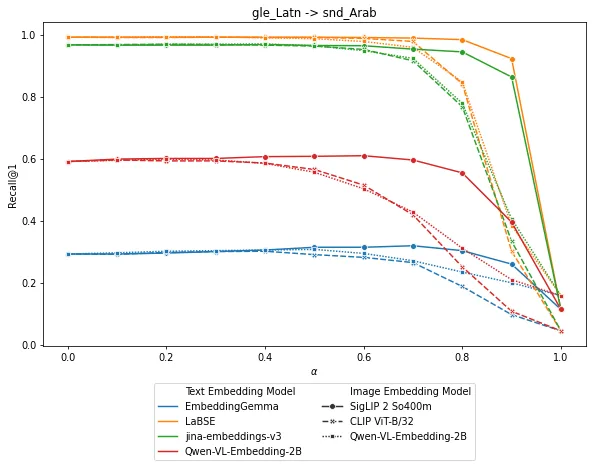 gle_Latn -> snd_Arab
Recall@1
1.0
0.8
0.6
0.4
0.2
0.0
0.0 0.2 0.4 0.6 0.8 1.0
α
Text Embedding Model
EmbeddingGemma
LaBSE
jina-embeddings-v3
Qwen-VL-Embedding-2B
Image Embedding Model
SigLIP 2 So400m
CLIP ViT-B/32
Qwen-VL-Embedding-2B